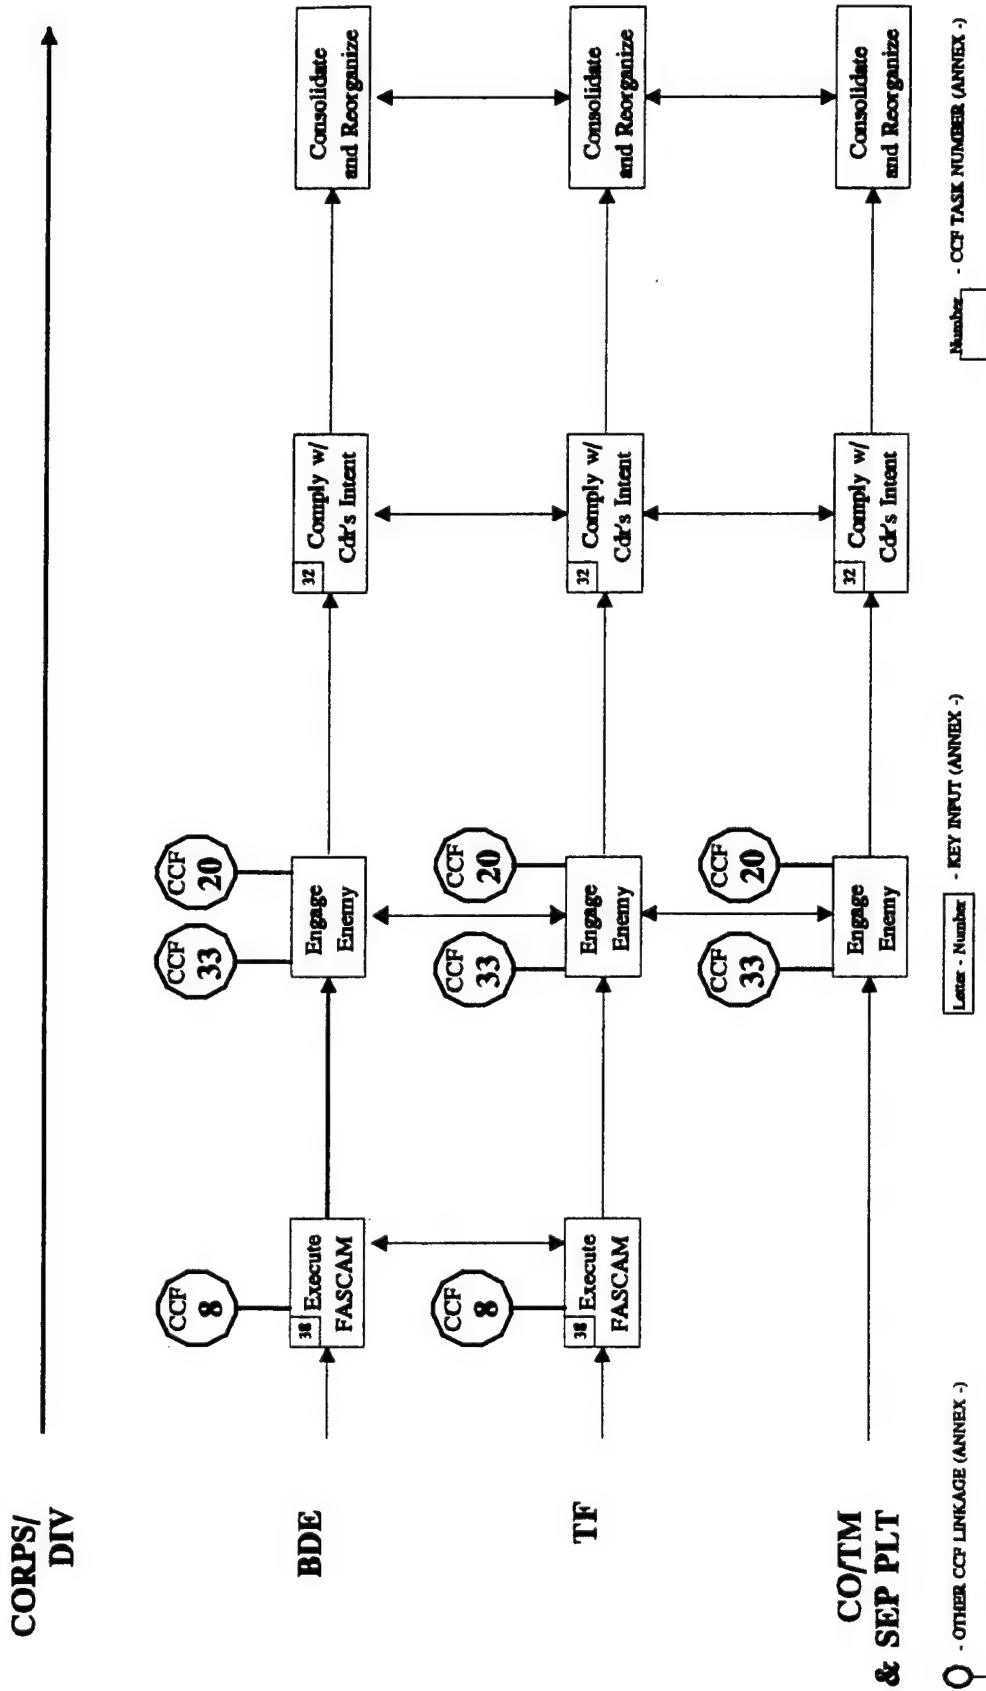 CORPS/
DIV
BDE
CCF
8
38
Execute
FASCAM
CCF
33
CCF
20
Engage
Enemy
32
Comply w/
Cdr's Intent
Consolidate
and Reorganize
TF
CCF
8
38
Execute
FASCAM
CCF
33
CCF
20
Engage
Enemy
32
Comply w/
Cdr's Intent
Consolidate
and Reorganize
CO/TM
& SEP PLT
CCF
33
CCF
20
Engage
Enemy
32
Comply w/
Cdr's Intent
Consolidate
and Reorganize
- OTHER CCF LINKAGE (ANNEX -)
Letter - Number - KEY INPUT (ANNEX -)
Number - CCF TASK NUMBER (ANNEX -)